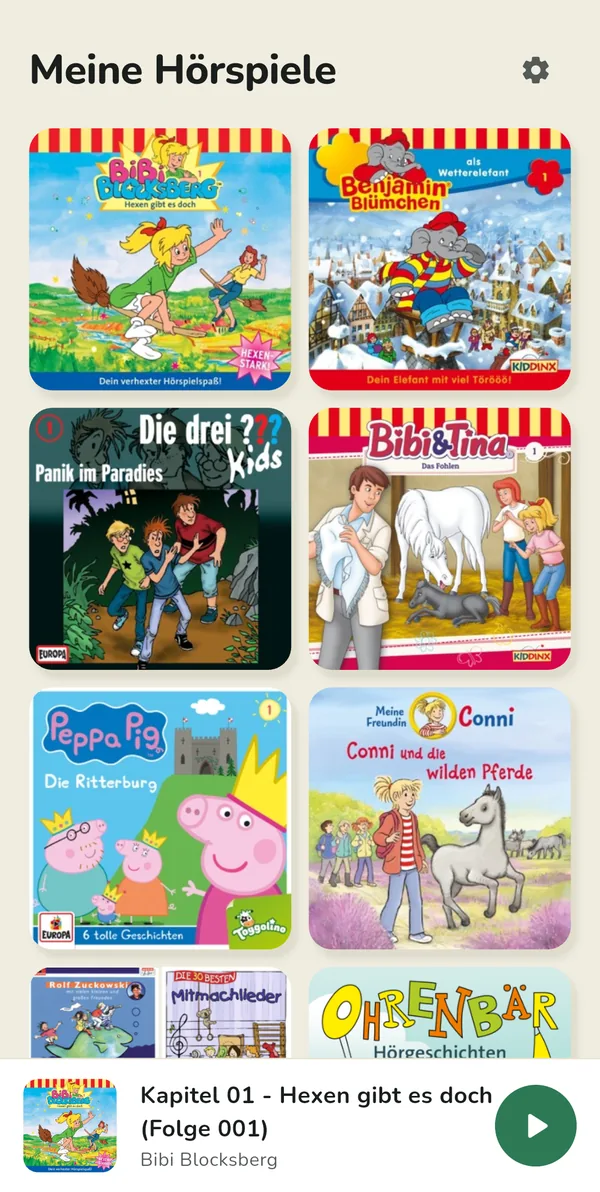 Meine Hörspiele
BiBi
BLOCKSBERG
Hexen gibt es doch
HEXEN-
STARK!
Dein verhexter Hörspielspaß!
als
Wetterelefant
1
Benjamin
Blümchen
KIDDINX
Dein Elefant mit viel Törööö!
1
Die drei ???
Kids
Panik im Paradies
EUROPA
Bibi&Tina
Das Fohlen
1
KIDDINX
Peppa Pig
1
Die Ritterburg
EUROPA
6 tolle Geschichten
Toggolino
Meine
Freundin
Conni
Conni und die
wilden Pferde
Rolf Zuckowski
DIE 30 BESTEN
Mitmachlieder
OHRENBÄR
Hörgeschichten
Kapitel 01 - Hexen gibt es doch
(Folge 001)
Bibi Blocksberg